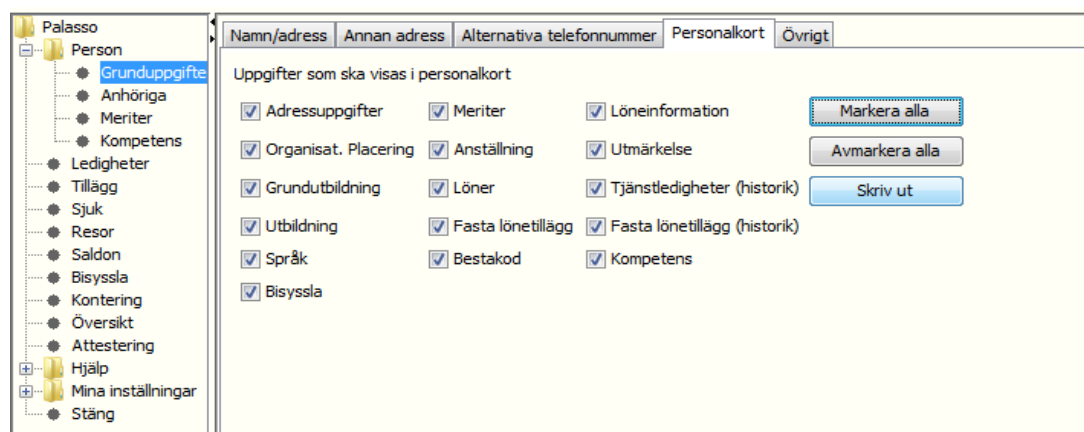 Palasso
Person
Grunduppgifte
Anhöriga
Meriter
Kompetens
Ledigheter
Tillägg
Sjuk
Resor
Saldon
Bisyssla
Kontering
Översikt
Attestering
Hjälp
Mina inställningar
Stäng
Namn/adress Annan adress Alternativa telefonnummer Personalkort Övrigt
Uppgifter som ska visas i personalkort
Adressuppgifter Meriter Löneinformation Markera alla
Organisat. Placering Anställning Utmärkelse Avmarkera alla
Grundutbildning Löner Tjänstledigheter (historik) Skriv ut
Utbildning Fasta lönetillägg Fasta lönetillägg (historik)
Språk Bestakod Kompetens
Bisyssla